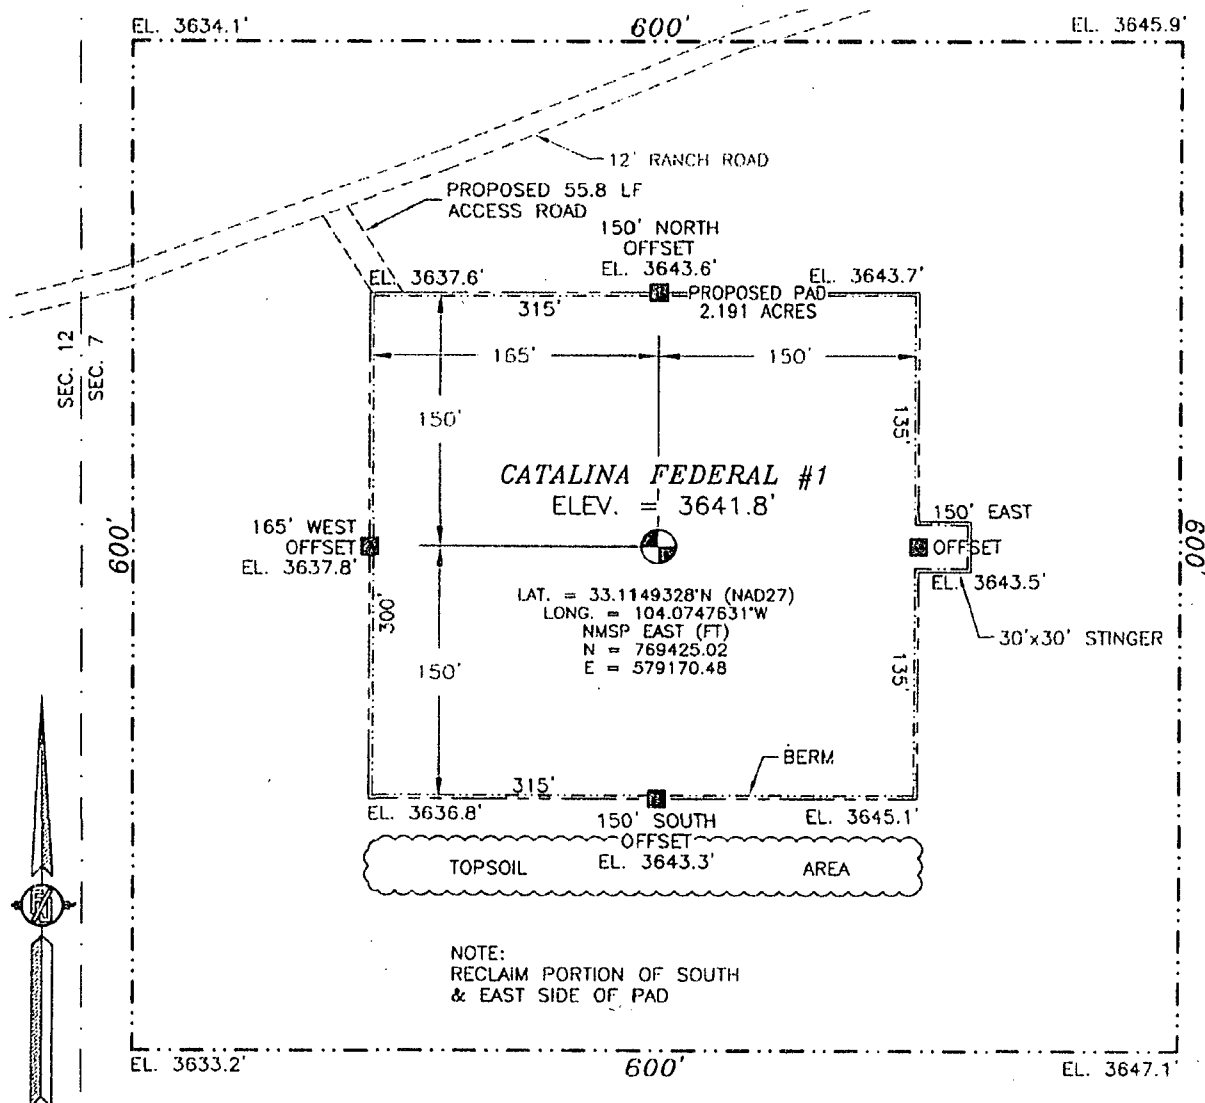 EL. 3634.1'
600'
EL. 3645.9'
12' RANCH ROAD
PROPOSED 55.8 LF
ACCESS ROAD
150' NORTH
OFFSET
EL. 3643.6'
EL. 3637.6'
EL. 3643.7'
315'
PROPOSED PAD
2.191 ACRES
SEC. 12
SEC. 7
165'
150'
150'
135'
CATALINA FEDERAL #1
ELEV. = 3641.8'
165' WEST
OFFSET
EL. 3637.8'
150' EAST
OFFSET
EL. 3643.5'
600'
600'
LAT. = 33.1149328°N (NAD27)
LONG. = 104.0747631°W
NMSP EAST (FT)
N = 769425.02
E = 579170.48
300'
30'x30' STINGER
150'
135'
BERM
315'
EL. 3636.8'
150' SOUTH
OFFSET
EL. 3643.3'
EL. 3645.1'
TOPSOIL AREA
NOTE:
RECLAIM PORTION OF SOUTH
& EAST SIDE OF PAD
EL. 3633.2'
600'
EL. 3647.1'